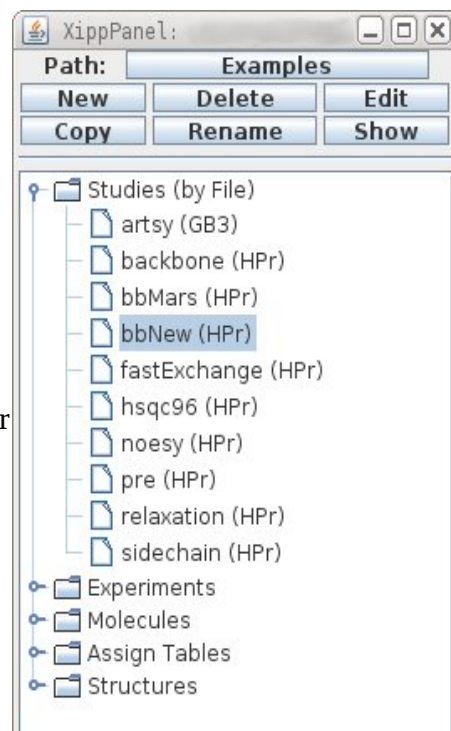 XippPanel:
Path: Examples
New Delete Edit
Copy Rename Show
Studies (by File)
artsy (GB3)
backbone (HPr)
bbMars (HPr)
bbNew (HPr)
fastExchange (HPr)
r hsqc96 (HPr)
noesy (HPr)
pre (HPr)
relaxation (HPr)
sidechain (HPr)
Experiments
Molecules
Assign Tables
Structures